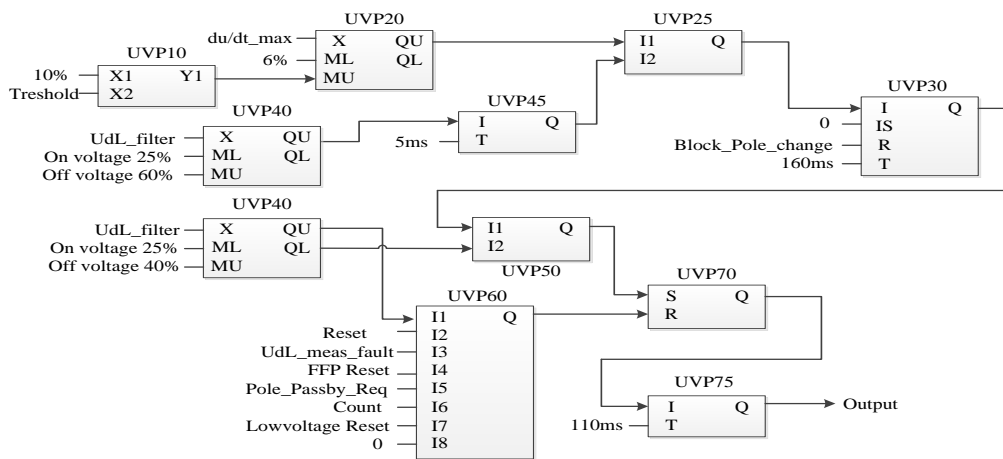 UVP10
10% X1 Y1
Treshold X2
UVP20
du/dt_max X QU
6% ML QL
MU
UVP25
I1 Q
I2
UVP40
UdL_filter X QU
On voltage 25% ML QL
Off voltage 60% MU
UVP45
I Q
5ms T
UVP30
I Q
0 IS
Block_Pole_change R
160ms T
UVP40
UdL_filter X QU
On voltage 25% ML QL
Off voltage 40% MU
I1 Q
I2
UVP50
UVP60
I1 Q
Reset I2
UdL_meas_fault I3
FFP Reset I4
Pole_Passby_Req I5
Count I6
Lowvoltage Reset I7
0 I8
UVP70
S Q
R
UVP75
I Q
110ms T
Output